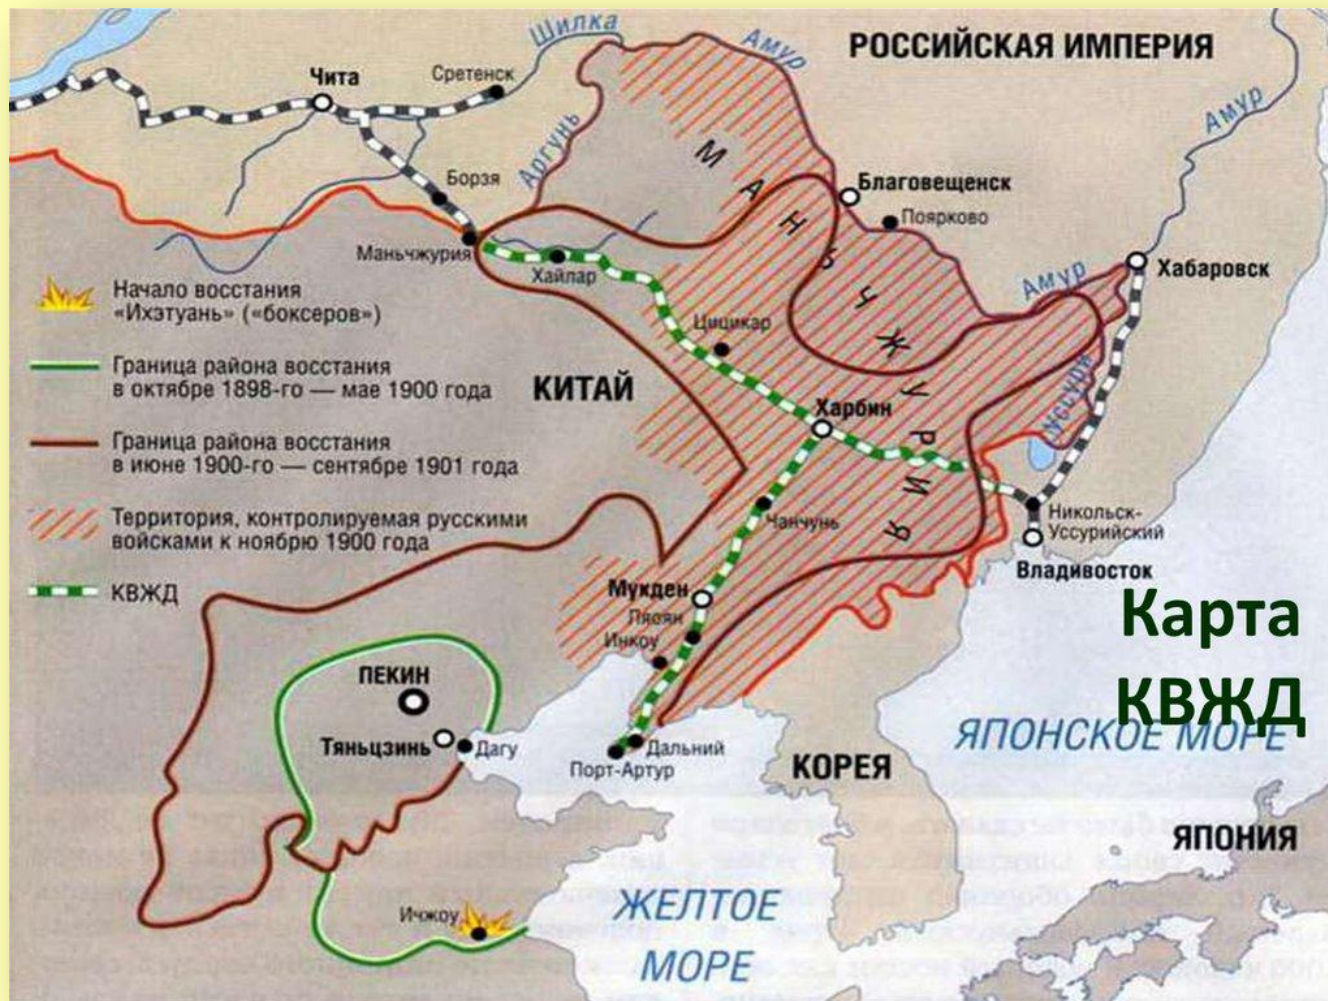 Шилка
Амур
РОССИЙСКАЯ ИМПЕРИЯ
Чита
Сретенск
Амур
Аргунь
МАНЬЧЖУРИЯ
Борзя
Благовещенск
Поярково
Маньчжурия
Хайлар
Амур
Хабаровск
Начало восстания
«Ихэтуань» («боксеров»)
Цицикар
Граница района восстания
в октябре 1898-го — мае 1900 года
КИТАЙ
Уссури
Харбин
Граница района восстания
в июне 1900-го — сентябре 1901 года
Территория, контролируемая русскими
войсками к ноябрю 1900 года
Чанчунь
Никольск-
Уссурийский
Владивосток
КВЖД
Мукден
Ляоян
Инкоу
Карта
КВЖД
ПЕКИН
ЯПОНСКОЕ МОРЕ
Тяньцзинь
Дагу
Дальний
Порт-Артур
КОРЕЯ
ЯПОНИЯ
Ичжоу
ЖЕЛТОЕ
МОРЕ